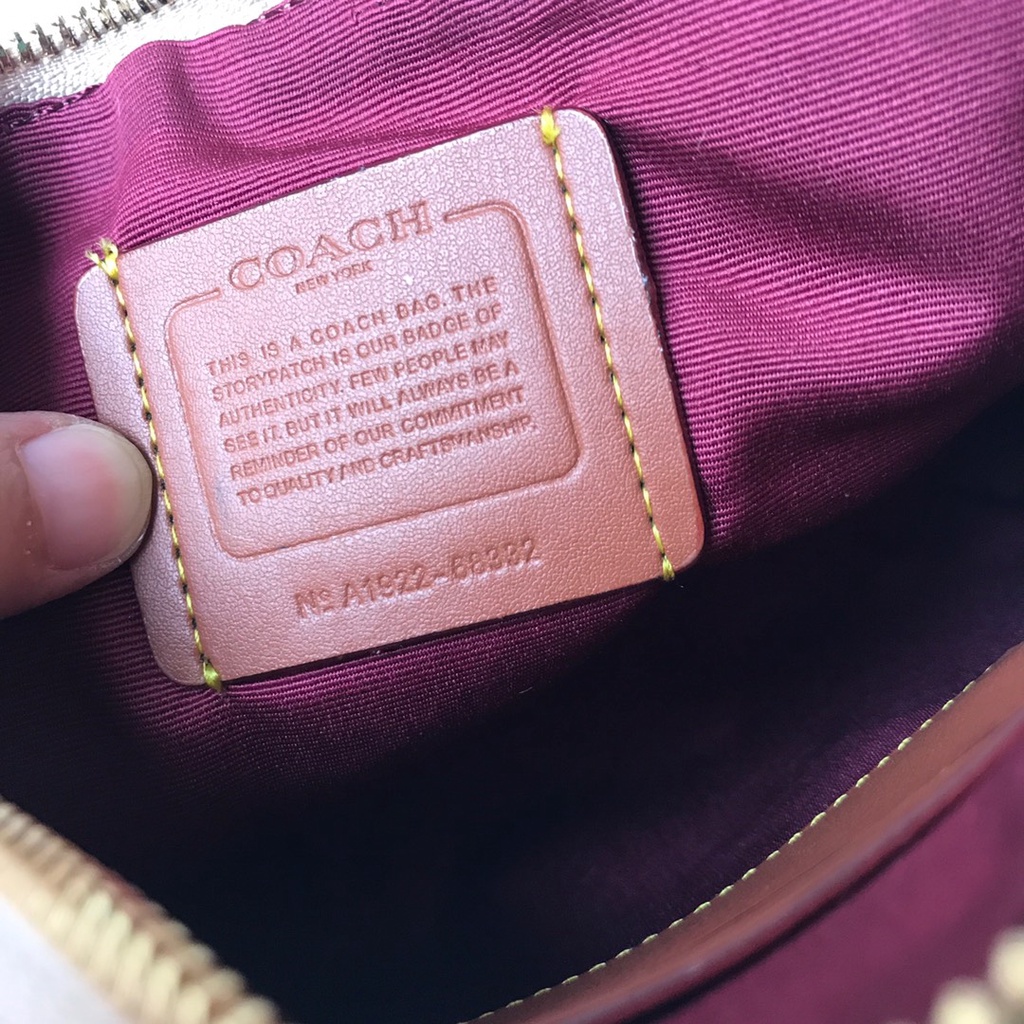 COACH
NEW YORK
THIS IS A COACH BAG. THE
STORYPATCH IS OUR BADGE OF
AUTHENTICITY. FEW PEOPLE MAY
SEE IT. BUT IT WILL ALWAYS BE A
REMINDER OF OUR COMMITMENT
TO QUALITY AND CRAFTSMANSHIP.